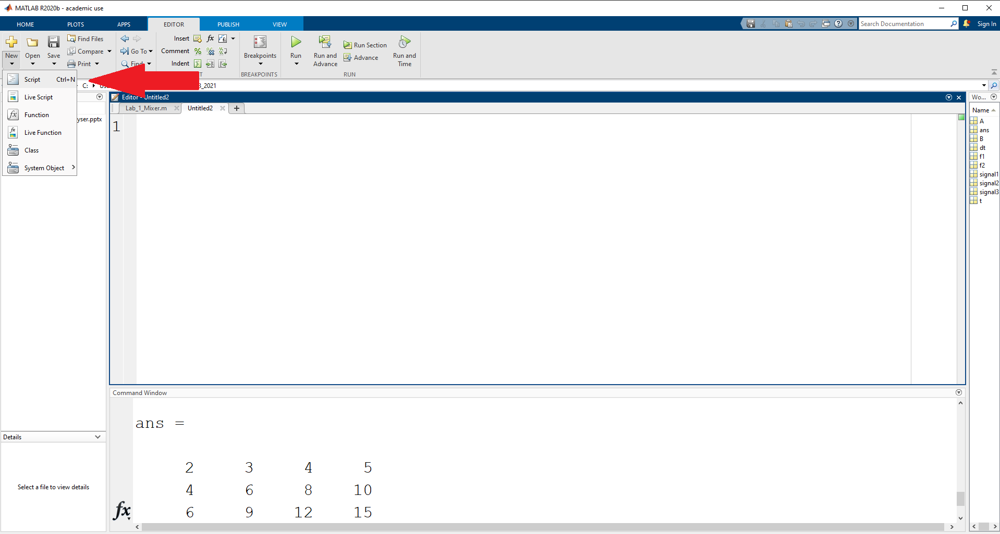 MATLAB R2020b - academic use
HOME PLOTS APPS EDITOR PUBLISH VIEW
Search Documentation
Sign In
New
Open
Save
Find Files
Compare
Print
Go To
Find
Insert
Comment
Indent
fx
Breakpoints
BREAKPOINTS
Run
Run and Advance
Run Section
Advance
Run and Time
RUN
Script Ctrl+N
Live Script
Function
Live Function
Class
System Object
C:
_2021
yser.pptx
Editor - Untitled2
Lab_1_Mixer.m
Untitled2
1
Wo...
Name
A
ans
B
dt
f1
f2
signal1
signal2
signal3
t
Details
Select a file to view details
Command Window
ans =
2 3 4 5
4 6 8 10
6 9 12 15
fx